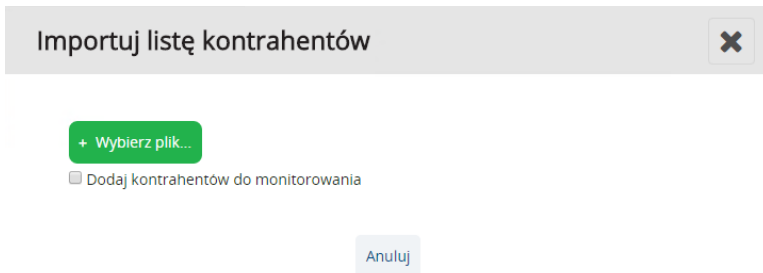 Importuj listę kontrahentów
+ Wybierz plik...
Dodaj kontrahentów do monitorowania
Anuluj